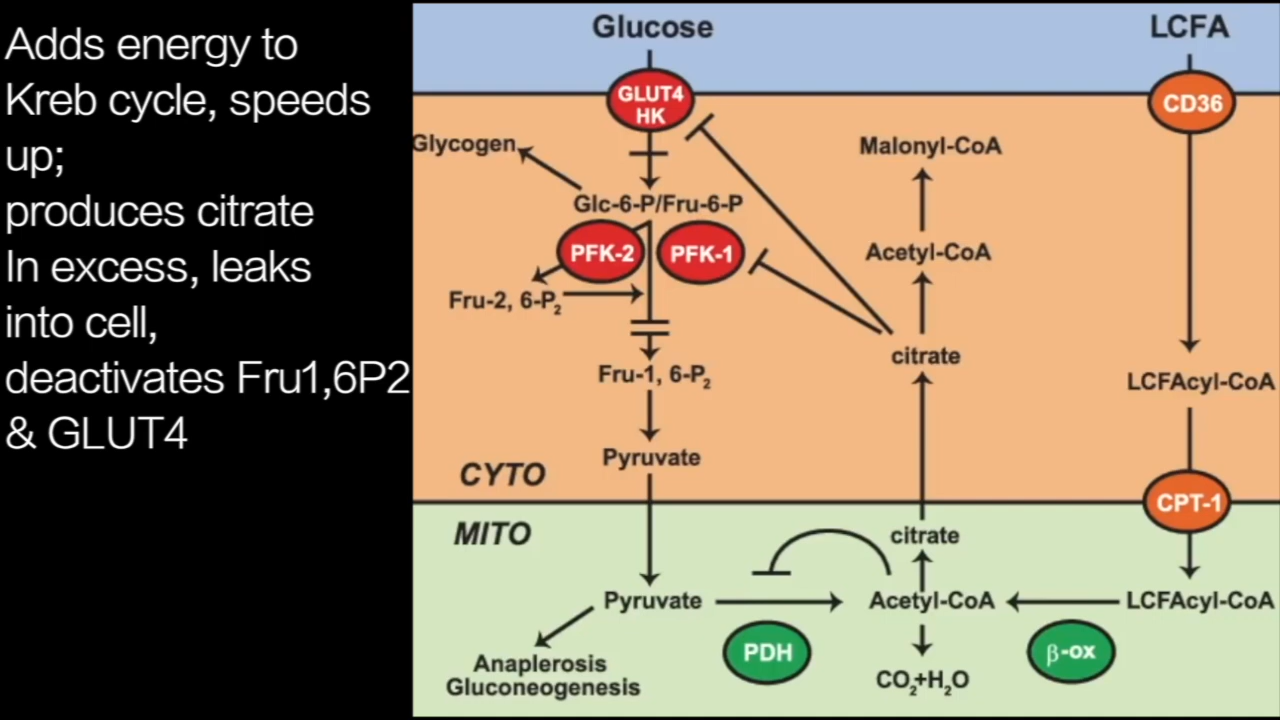 Adds energy to
Kreb cycle, speeds
up;
produces citrate
In excess, leaks
into cell,
deactivates Fru1,6P2
& GLUT4
Glucose
LCFA
GLUT4
HK
CD36
Glycogen
Malonyl-CoA
Glc-6-P/Fru-6-P
PFK-2
PFK-1
Acetyl-CoA
Fru-2, 6-P₂
citrate
Fru-1, 6-P₂
LCFAcyl-CoA
Pyruvate
CYTO
CPT-1
MITO
citrate
Pyruvate
Acetyl-CoA
LCFAcyl-CoA
PDH
β-ox
Anaplerosis
Gluconeogenesis
CO₂+H₂O